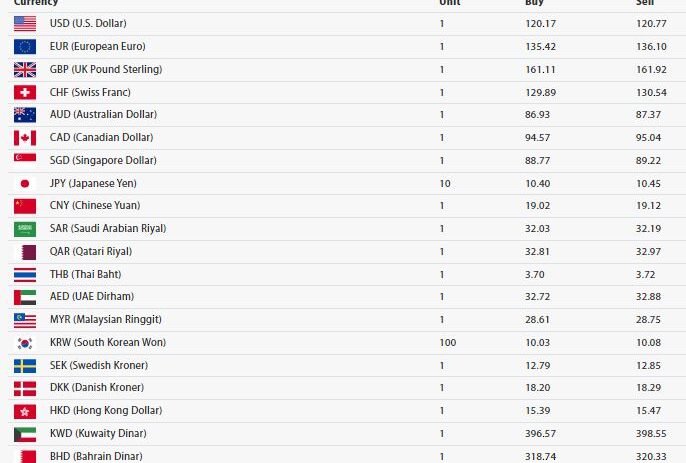 Currency Unit Buy Sell
USD (U.S. Dollar) 1 120.17 120.77
EUR (European Euro) 1 135.42 136.10
GBP (UK Pound Sterling) 1 161.11 161.92
CHF (Swiss Franc) 1 129.89 130.54
AUD (Australian Dollar) 1 86.93 87.37
CAD (Canadian Dollar) 1 94.57 95.04
SGD (Singapore Dollar) 1 88.77 89.22
JPY (Japanese Yen) 10 10.40 10.45
CNY (Chinese Yuan) 1 19.02 19.12
SAR (Saudi Arabian Riyal) 1 32.03 32.19
QAR (Qatari Riyal) 1 32.81 32.97
THB (Thai Baht) 1 3.70 3.72
AED (UAE Dirham) 1 32.72 32.88
MYR (Malaysian Ringgit) 1 28.61 28.75
KRW (South Korean Won) 100 10.03 10.08
SEK (Swedish Kroner) 1 12.79 12.85
DKK (Danish Kroner) 1 18.20 18.29
HKD (Hong Kong Dollar) 1 15.39 15.47
KWD (Kuwaity Dinar) 1 396.57 398.55
BHD (Bahrain Dinar) 1 318.74 320.33